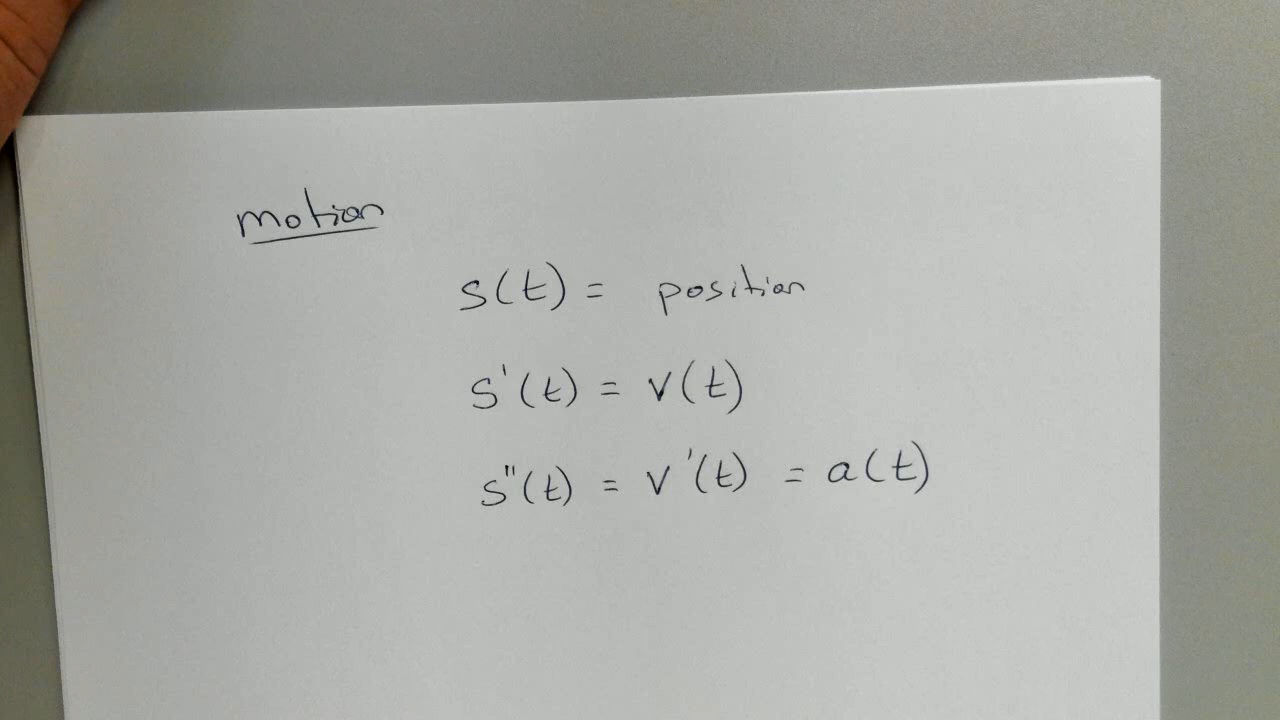 motion
s(t) = position
s'(t) = v(t)
s"(t) = v'(t) = a(t)